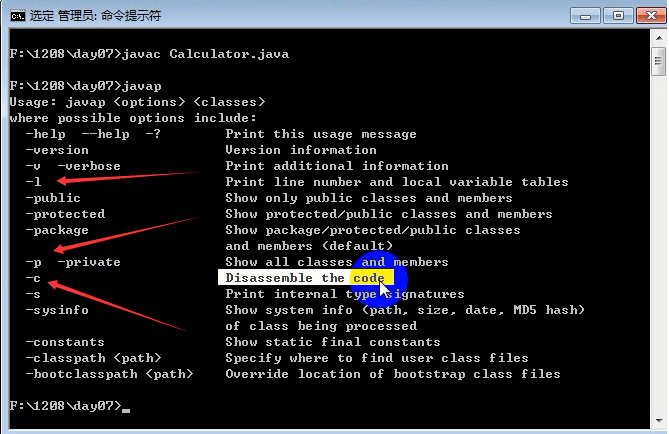 选定 管理员: 命令提示符
F:\1208\day07>javac Calculator.java
F:\1208\day07>javap
Usage: javap <options> <classes>
where possible options include:
-help  --help  -?        Print this usage message
-version                 Version information
-v  -verbose             Print additional information
-l                       Print line number and local variable tables
-public                  Show only public classes and members
-protected               Show protected/public classes and members
-package                 Show package/protected/public classes
and members (default)
-p  -private             Show all classes and members
-c                       Disassemble the code
-s                       Print internal type signatures
-sysinfo                 Show system info (path, size, date, MD5 hash)
of class being processed
-constants               Show static final constants
-classpath <path>        Specify where to find user class files
-bootclasspath <path>    Override location of bootstrap class files
F:\1208\day07>_